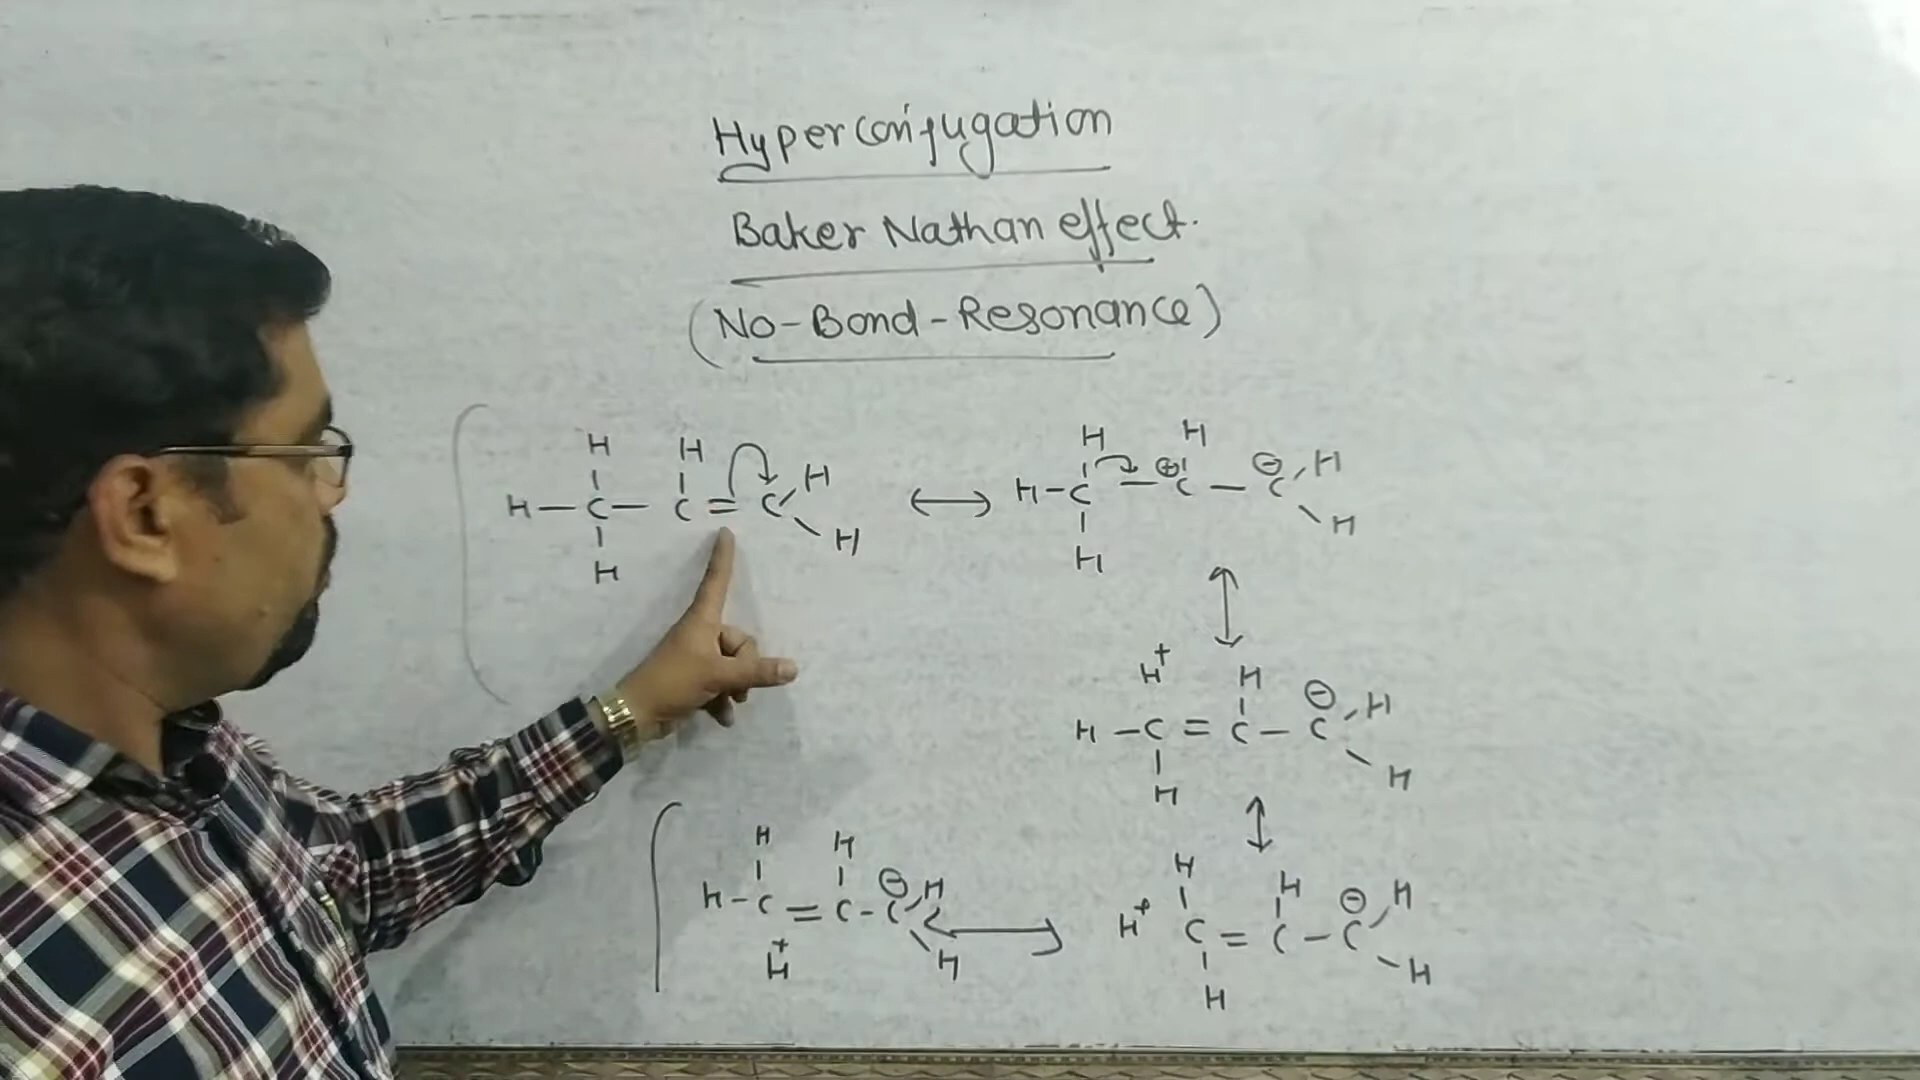 Hyperconjugation
Baker Nathan effect.
(No-Bond-Resonance)
H H H H
H-C-C=C H ↔ H-C-C⊕-C⊖ H
H H H H
↕
H⁺ H
H-C=C-C⊖ H
H H
↕
H H H H
H-C=C-C⊖ H ↔ H⁺ C=C-C⊖ H
H⁺ H H H